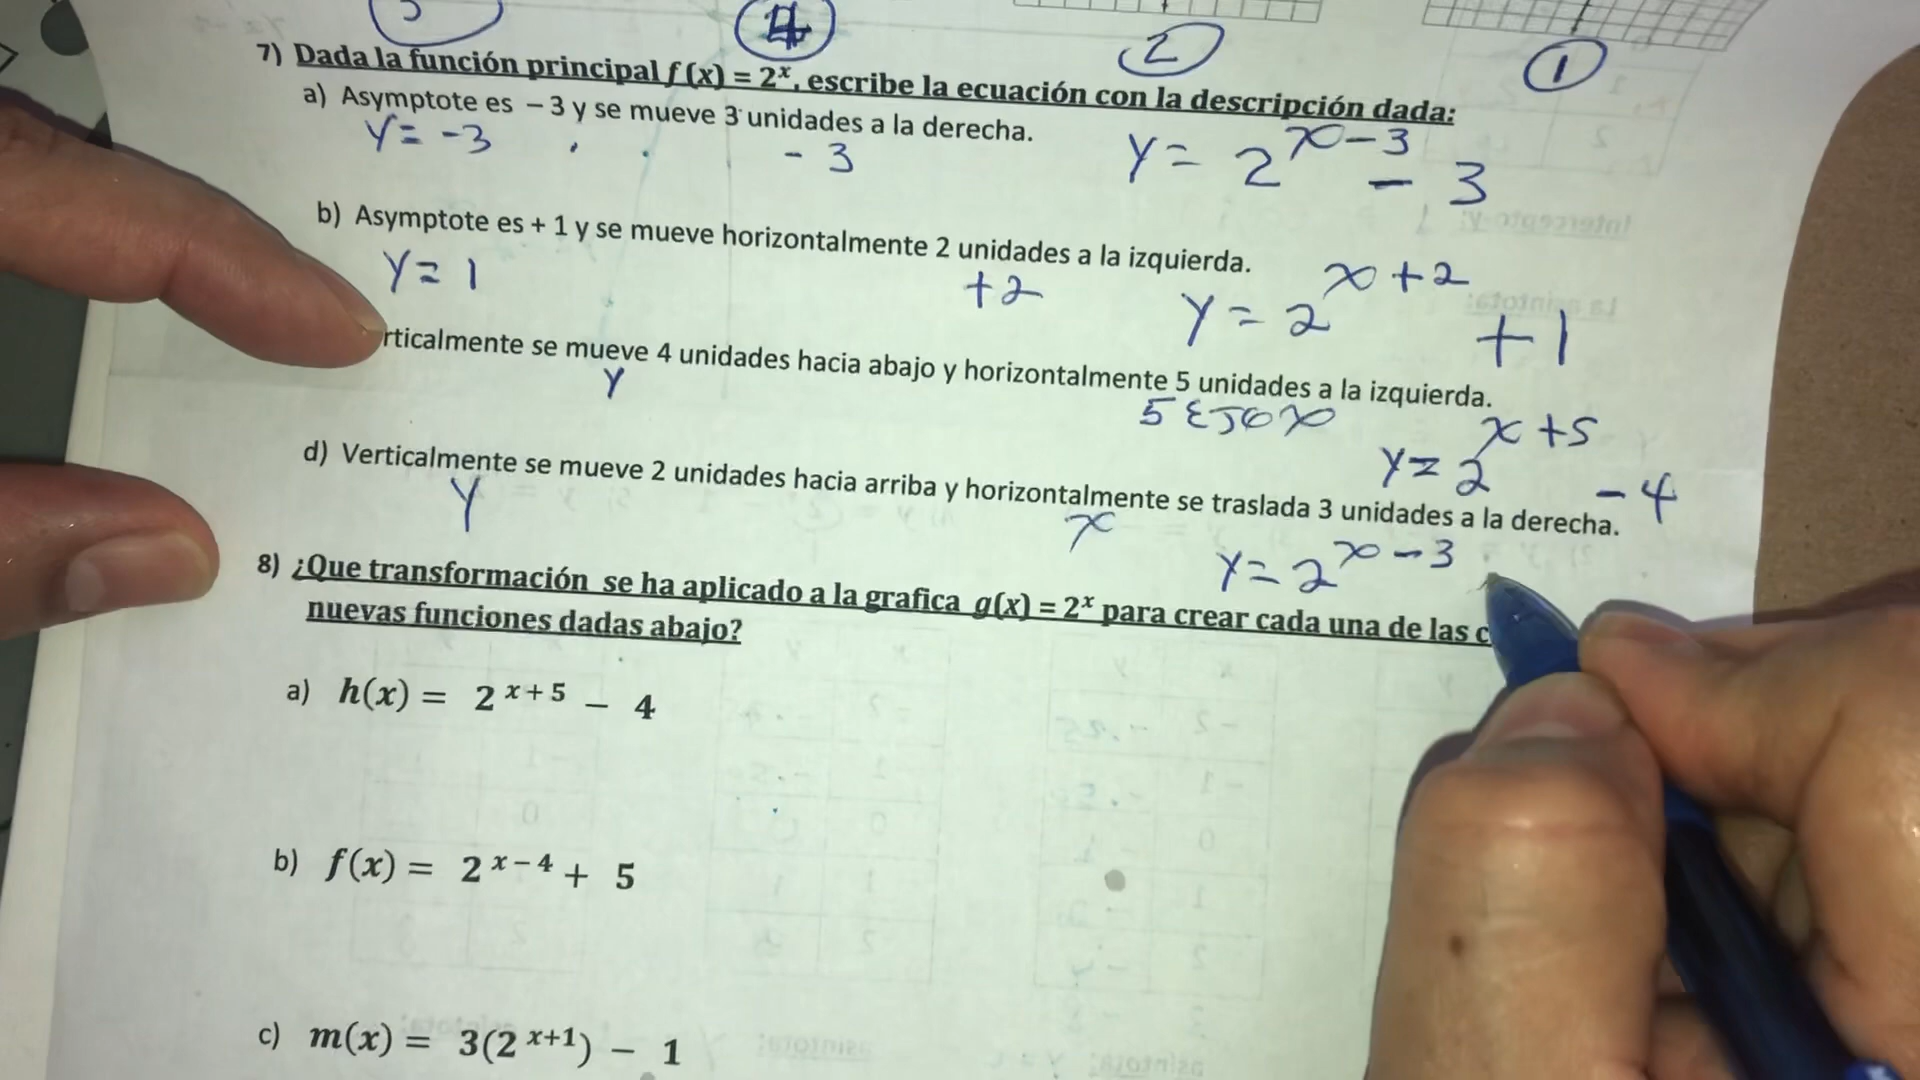 4 2 1
7) Dada la función principal f (x) = 2ˣ, escribe la ecuación con la descripción dada:
a) Asymptote es – 3 y se mueve 3 unidades a la derecha.
y = -3 - 3 y = 2^(x-3) - 3
b) Asymptote es + 1 y se mueve horizontalmente 2 unidades a la izquierda.
y = 1 +2 y = 2^(x+2) + 1
rticalmente se mueve 4 unidades hacia abajo y horizontalmente 5 unidades a la izquierda.
y y = 2^(x+5) - 4
d) Verticalmente se mueve 2 unidades hacia arriba y horizontalmente se traslada 3 unidades a la derecha.
y x y = 2^(x-3)
8) ¿Que transformación se ha aplicado a la grafica g(x) = 2ˣ para crear cada una de las
nuevas funciones dadas abajo?
a) h(x) = 2^(x+5) – 4
b) f(x) = 2^(x–4) + 5
c) m(x) = 3(2^(x+1)) – 1